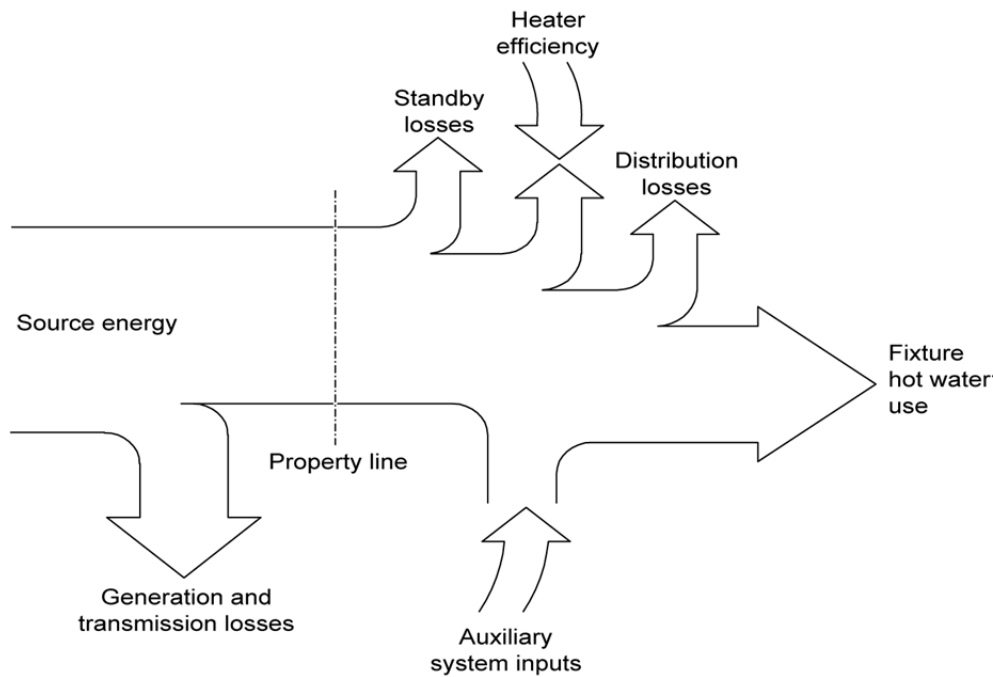 Heater
efficiency
Standby
losses
Distribution
losses
Source energy
Fixture
hot water
use
Property line
Generation and
transmission losses
Auxiliary
system inputs